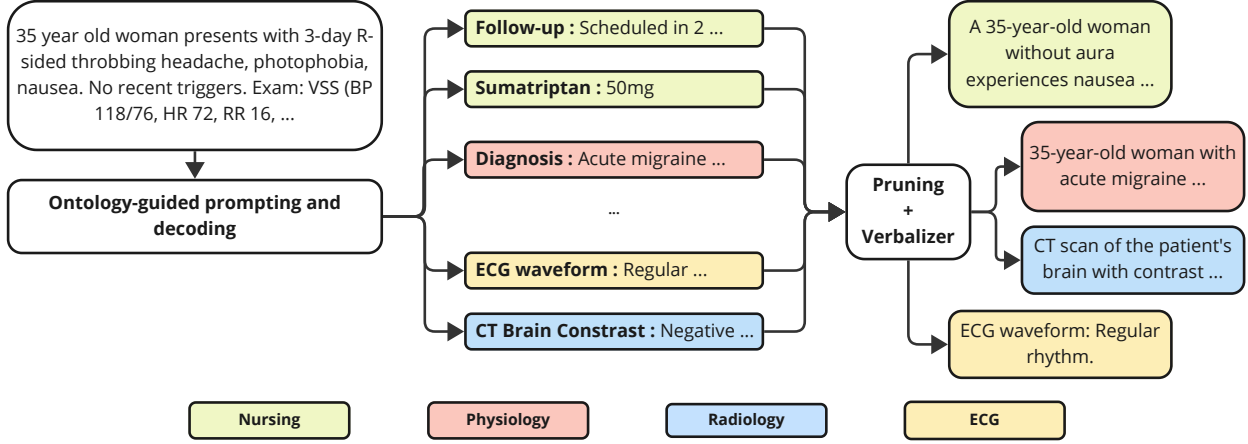 35 year old woman presents with 3-day R-
sided throbbing headache, photophobia,
nausea. No recent triggers. Exam: VSS (BP
118/76, HR 72, RR 16, ...
Ontology-guided prompting and
decoding
Follow-up : Scheduled in 2 ...
Sumatriptan : 50mg
Diagnosis : Acute migraine ...
...
ECG waveform : Regular ...
CT Brain Constrast : Negative ...
Pruning
+
Verbalizer
A 35-year-old woman
without aura
experiences nausea ...
35-year-old woman with
acute migraine ...
CT scan of the patient's
brain with contrast ...
ECG waveform: Regular
rhythm.
Nursing
Physiology
Radiology
ECG